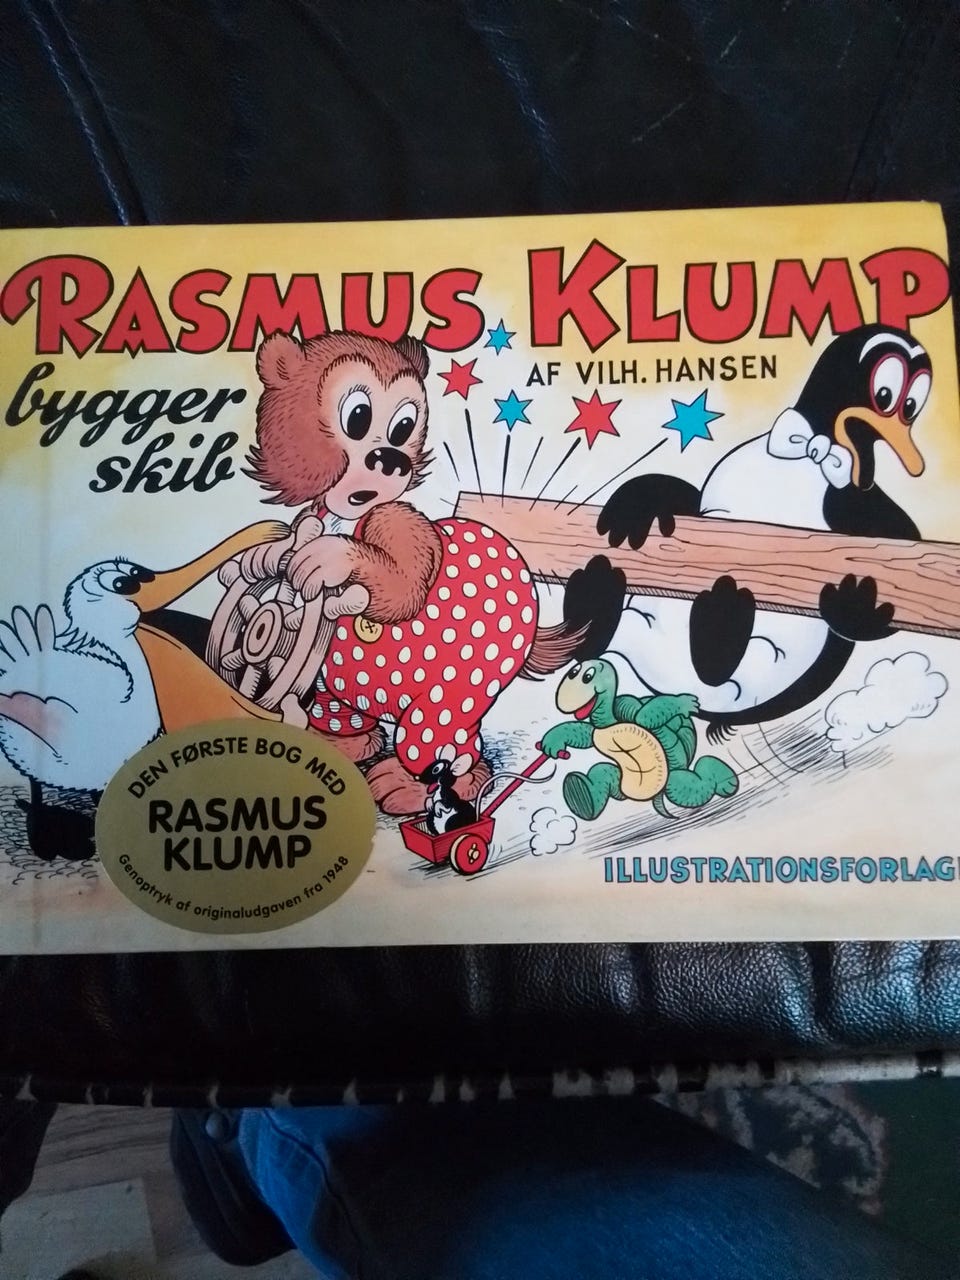 RASMUS KLUMP
bygger
skib
AF VILH. HANSEN
DEN FØRSTE BOG MED
RASMUS
KLUMP
Genoptryk af originaludgaven fra 1948
ILLUSTRATIONSFORLAG